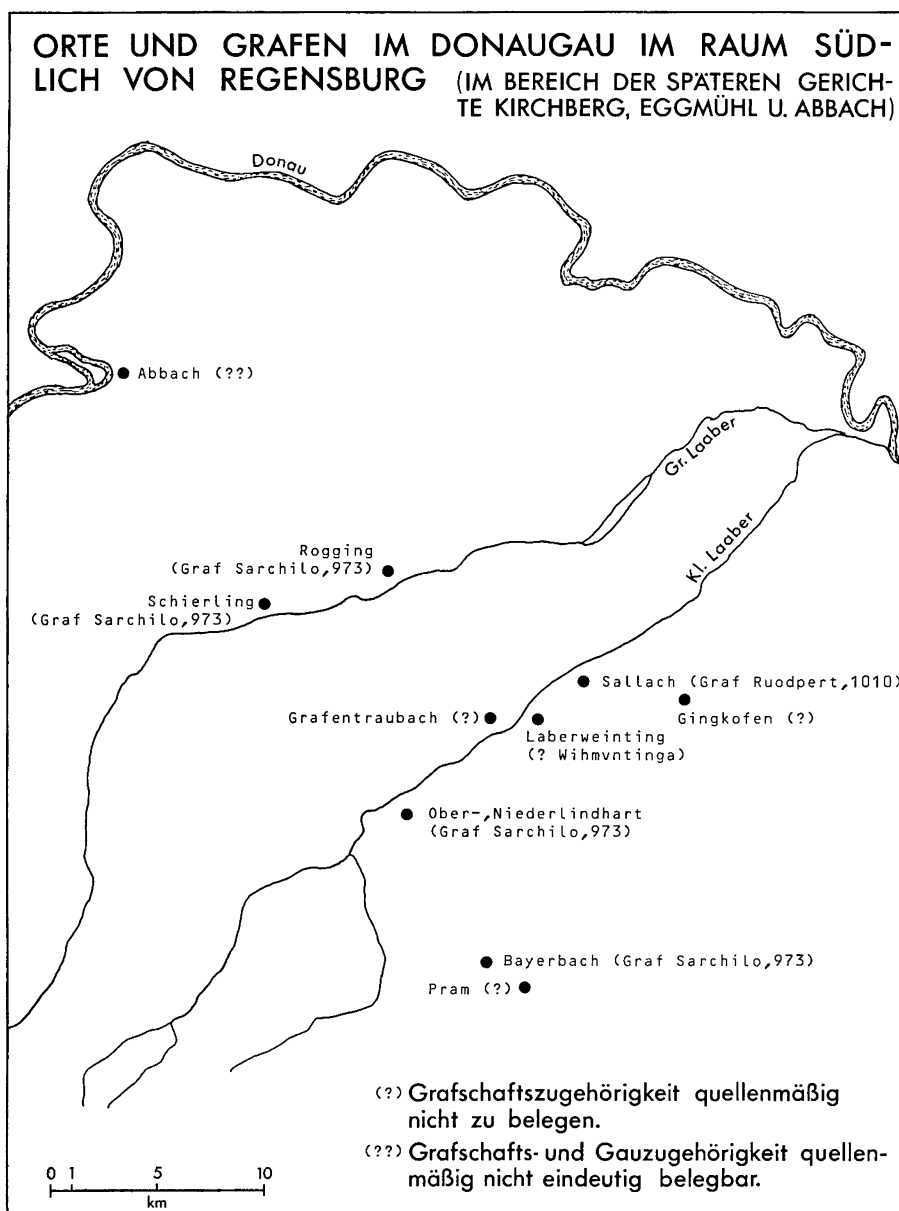 ORTE UND GRAFEN IM DONAUGAU IM RAUM SÜD-
LICH VON REGENSBURG (IM BEREICH DER SPÄTEREN GERICH-
TE KIRCHBERG, EGGMÜHL U. ABBACH)
Donau
Abbach (??)
Gr. Laaber
Kl. Laaber
Rogging
(Graf Sarchilo,973)
Schierling
(Graf Sarchilo,973)
Sallach (Graf Ruodpert,1010)
Grafentraubach (?)
Gingkofen (?)
Laberweinting
(? Wihmvntinga)
Ober-,Niederlindhart
(Graf Sarchilo,973)
Bayerbach (Graf Sarchilo,973)
Pram (?)
(?) Grafschaftszugehörigkeit quellenmäßig
nicht zu belegen.
(??) Grafschafts- und Gauzugehörigkeit quellen-
mäßig nicht eindeutig belegbar.
0 1 5 10
km